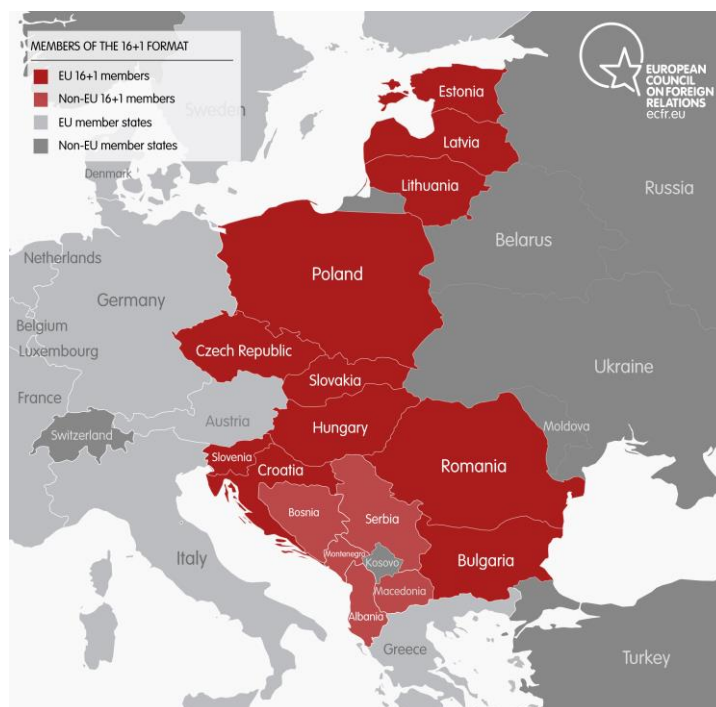 MEMBERS OF THE 16+1 FORMAT
EU 16+1 members
Non-EU 16+1 members
EU member states
Non-EU member states
EUROPEAN
COUNCIL
ON FOREIGN
RELATIONS
ecfr.eu
Sweden
Estonia
Latvia
Denmark
Lithuania
Russia
Belarus
Netherlands
Poland
Germany
Belgium
Luxembourg
Czech Republic
Ukraine
Slovakia
France
Austria
Hungary
Moldova
Switzerland
Slovenia
Croatia
Romania
Bosnia
Serbia
Italy
Montenegro
Kosovo
Bulgaria
Macedonia
Albania
Greece
Turkey